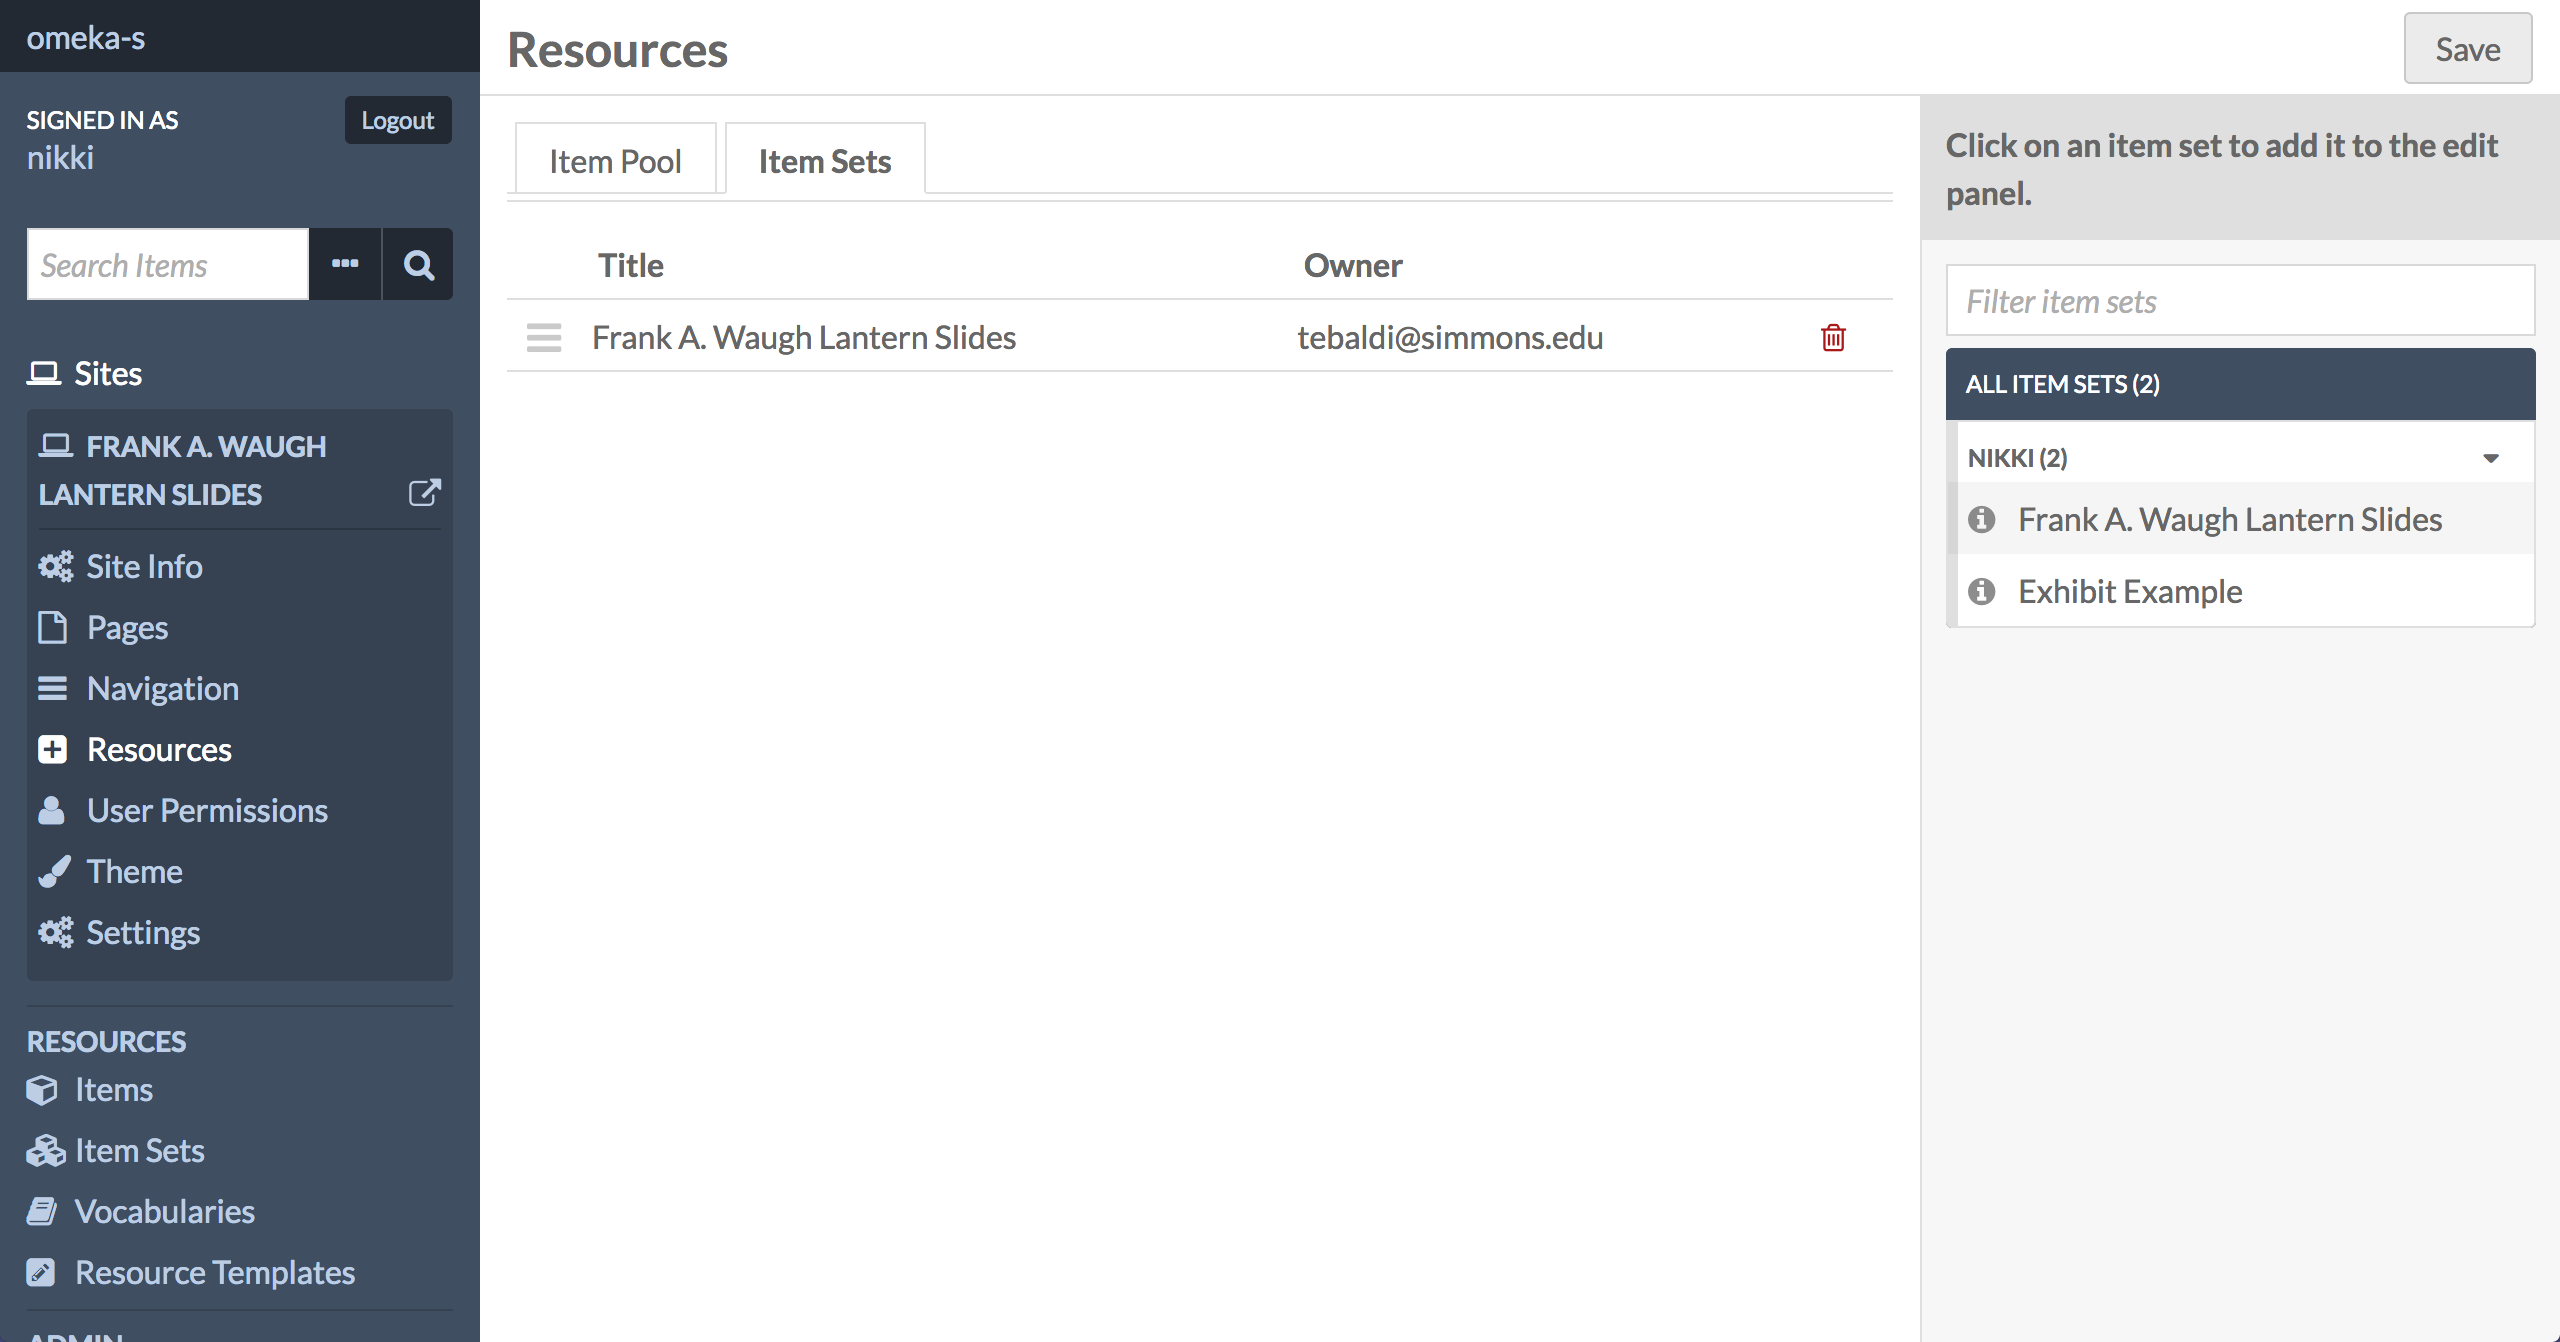 omeka-s
SIGNED IN AS
nikki
Logout
Search Items
Sites
FRANK A. WAUGH
LANTERN SLIDES
Site Info
Pages
Navigation
Resources
User Permissions
Theme
Settings
RESOURCES
Items
Item Sets
Vocabularies
Resource Templates
ADMIN
Resources
Save
Item Pool
Item Sets
Title
Owner
Frank A. Waugh Lantern Slides
tebaldi@simmons.edu
Click on an item set to add it to the edit
panel.
Filter item sets
ALL ITEM SETS (2)
NIKKI (2)
Frank A. Waugh Lantern Slides
Exhibit Example